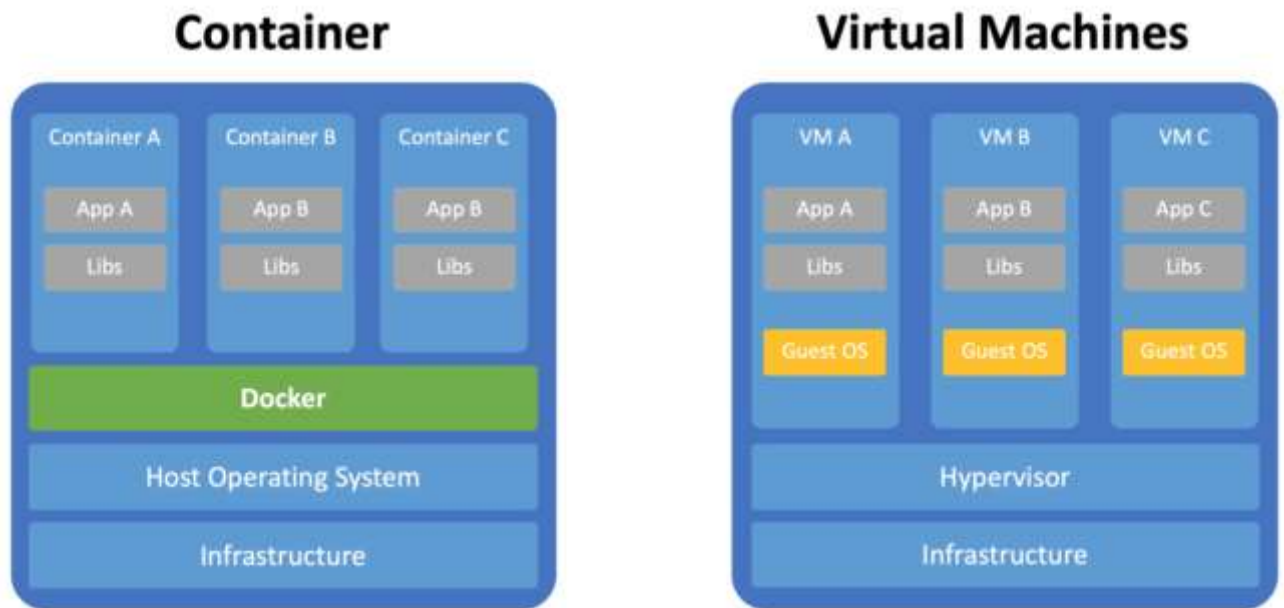 Container
Container A
Container B
Container C
App A
App B
App B
Libs
Libs
Libs
Docker
Host Operating System
Infrastructure
Virtual Machines
VM A
VM B
VM C
App A
App B
App C
Libs
Libs
Libs
Guest OS
Guest OS
Guest OS
Hypervisor
Infrastructure